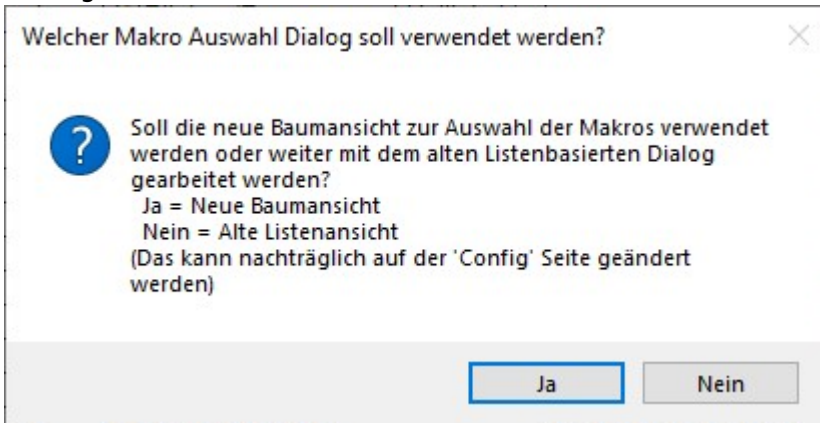 Welcher Makro Auswahl Dialog soll verwendet werden?
Soll die neue Baumansicht zur Auswahl der Makros verwendet
werden oder weiter mit dem alten Listenbasierten Dialog
gearbeitet werden?
Ja = Neue Baumansicht
Nein = Alte Listenansicht
(Das kann nachträglich auf der 'Config' Seite geändert
werden)
Ja
Nein